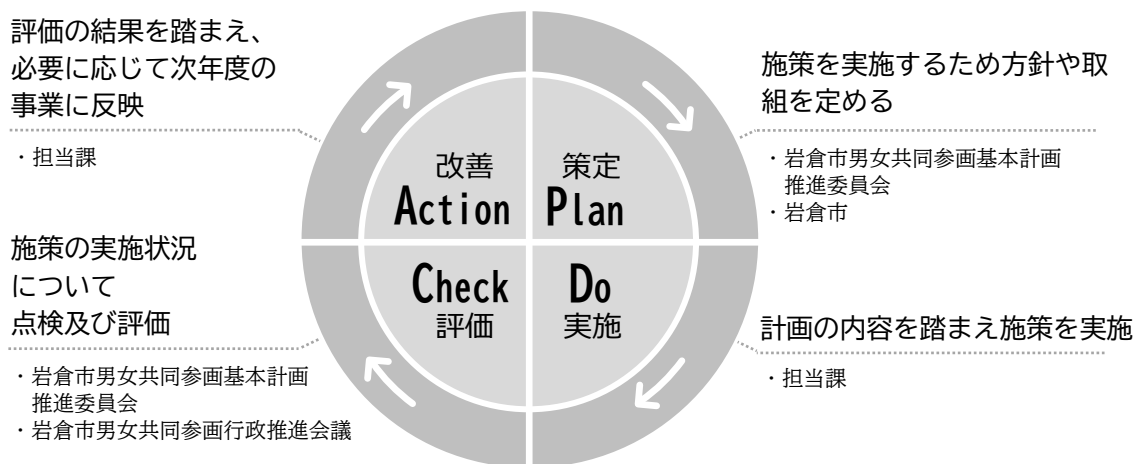 評価の結果を踏まえ、
必要に応じて次年度の
事業に反映
・担当課
施策を実施するため方針や取
組を定める
・岩倉市男女共同参画基本計画
推進委員会
・岩倉市
改善
Action
策定
Plan
Check
評価
Do
実施
施策の実施状況
について
点検及び評価
・岩倉市男女共同参画基本計画
推進委員会
・岩倉市男女共同参画行政推進会議
計画の内容を踏まえ施策を実施
・担当課